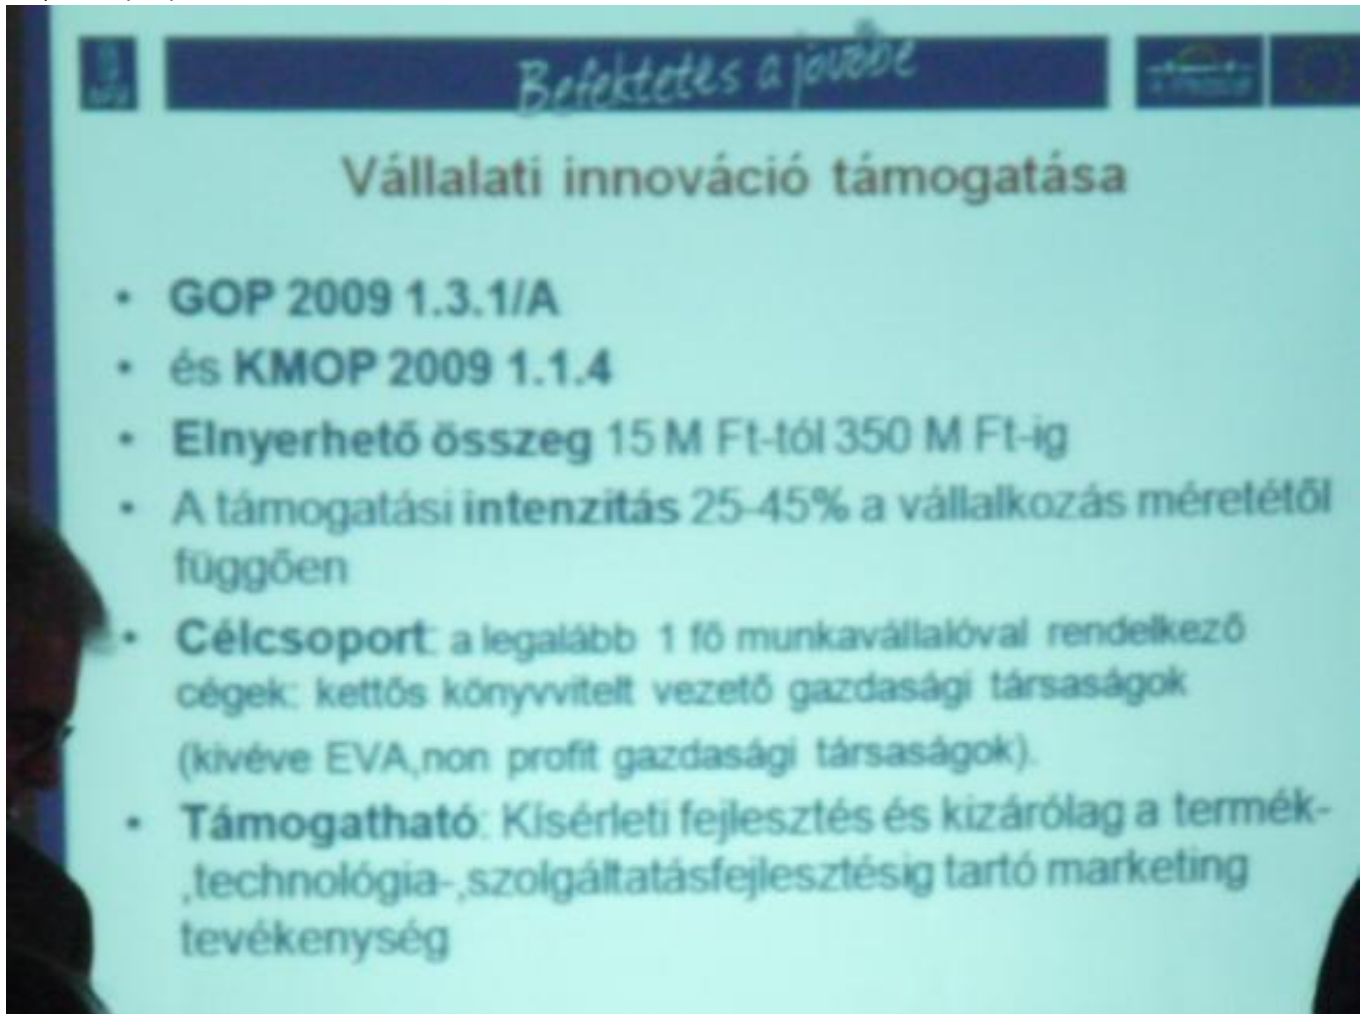 Befektetés a jövőbe
Vállalati innováció támogatása
• GOP 2009 1.3.1/A
• és KMOP 2009 1.1.4
• Elnyerhető összeg 15 M Ft-tól 350 M Ft-ig
• A támogatási intenzitás 25-45% a vállalkozás méretétől
függően
• Célcsoport: a legalább 1 fő munkavállalóval rendelkező
cégek: kettős könyvvitelt vezető gazdasági társaságok
(kivéve EVA,non profit gazdasági társaságok).
• Támogatható: Kísérleti fejlesztés és kizárólag a termék-
,technológia-,szolgáltatásfejlesztésig tartó marketing
tevékenység